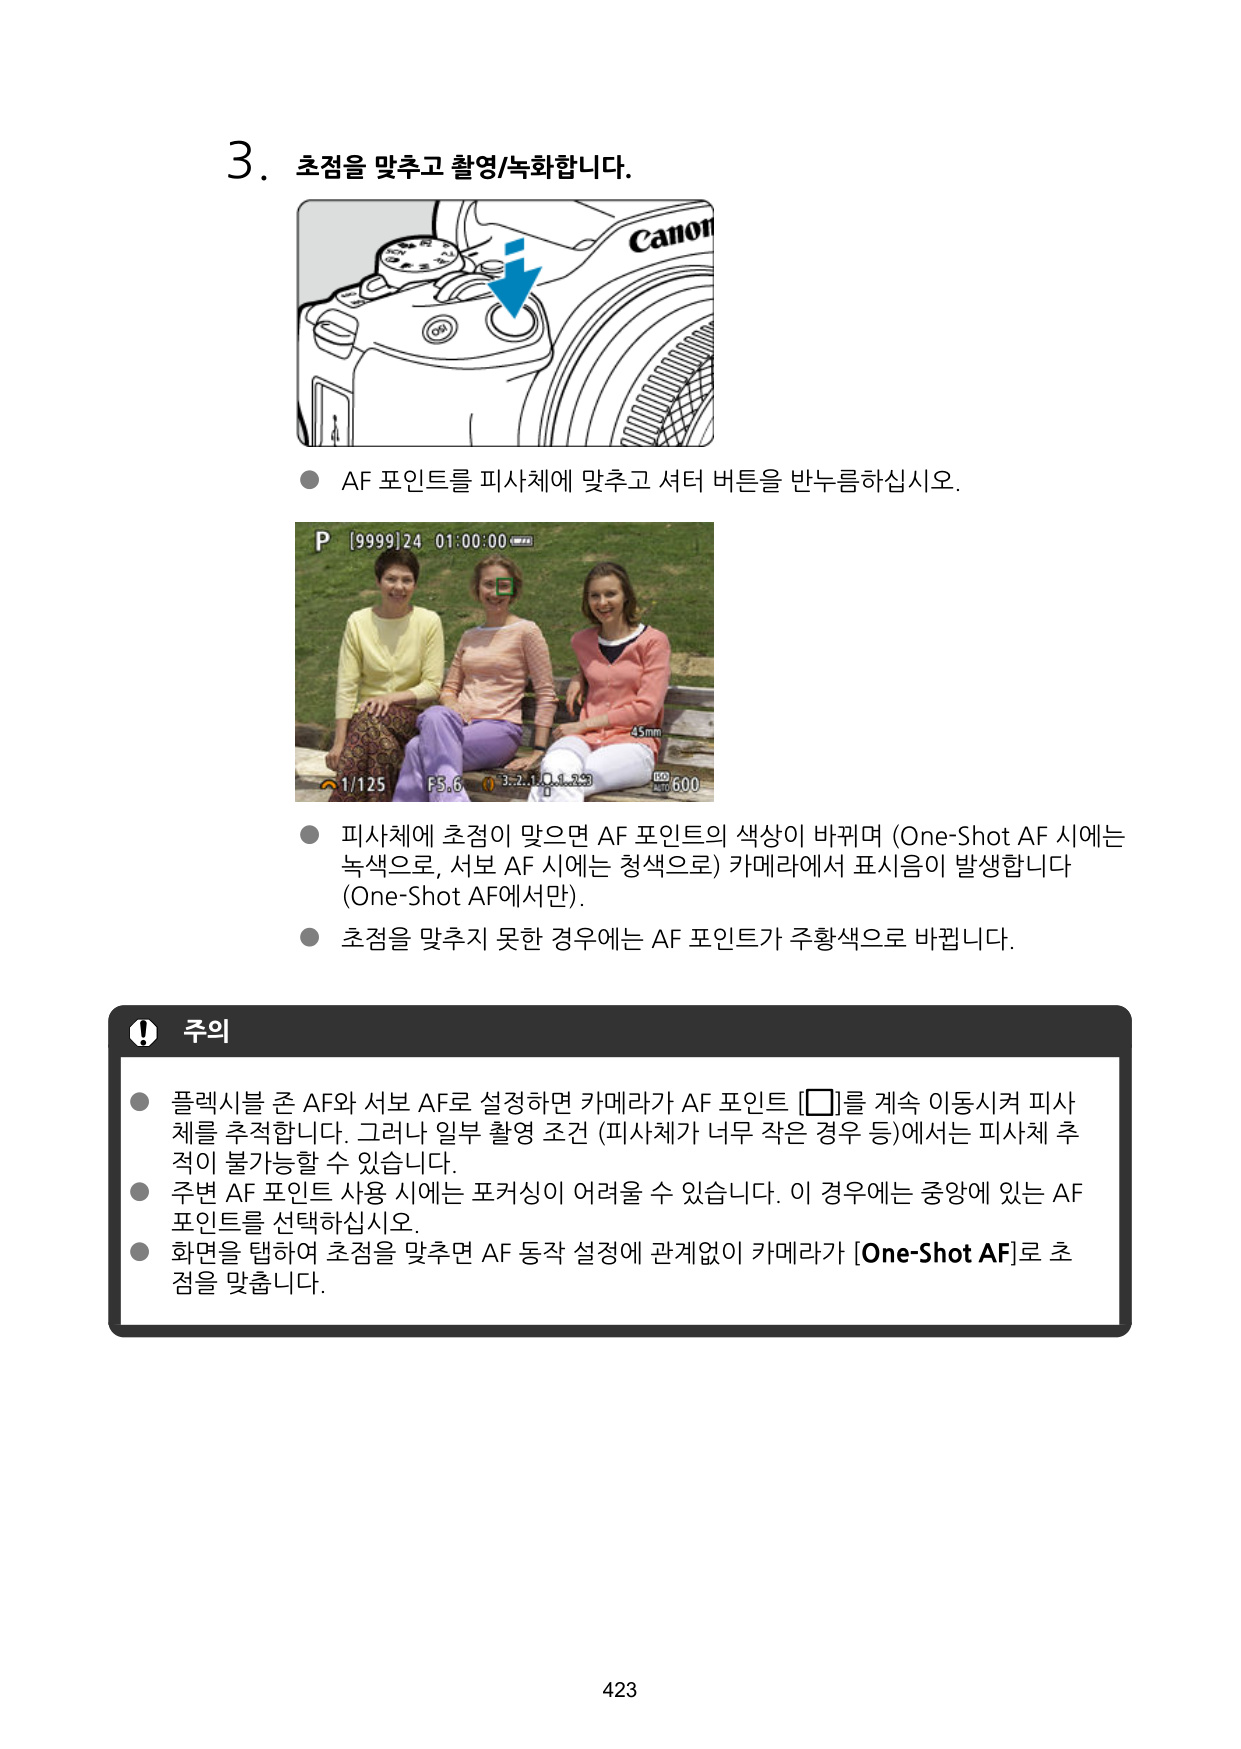 3. 초점을 맞추고 촬영/녹화합니다.
Canon
SCN
ISO
● AF 포인트를 피사체에 맞추고 셔터 버튼을 반누름하십시오.
P [9999]24 01:00:00
45mm
1/125 F5.6 3..2..1..0..1..2..3 ISO AUTO 600
● 피사체에 초점이 맞으면 AF 포인트의 색상이 바뀌며 (One-Shot AF 시에는
녹색으로, 서보 AF 시에는 청색으로) 카메라에서 표시음이 발생합니다
(One-Shot AF에서만).
● 초점을 맞추지 못한 경우에는 AF 포인트가 주황색으로 바뀝니다.
주의
● 플렉시블 존 AF와 서보 AF로 설정하면 카메라가 AF 포인트 [□]를 계속 이동시켜 피사
체를 추적합니다. 그러나 일부 촬영 조건 (피사체가 너무 작은 경우 등)에서는 피사체 추
적이 불가능할 수 있습니다.
● 주변 AF 포인트 사용 시에는 포커싱이 어려울 수 있습니다. 이 경우에는 중앙에 있는 AF
포인트를 선택하십시오.
● 화면을 탭하여 초점을 맞추면 AF 동작 설정에 관계없이 카메라가 [One-Shot AF]로 초
점을 맞춥니다.
423